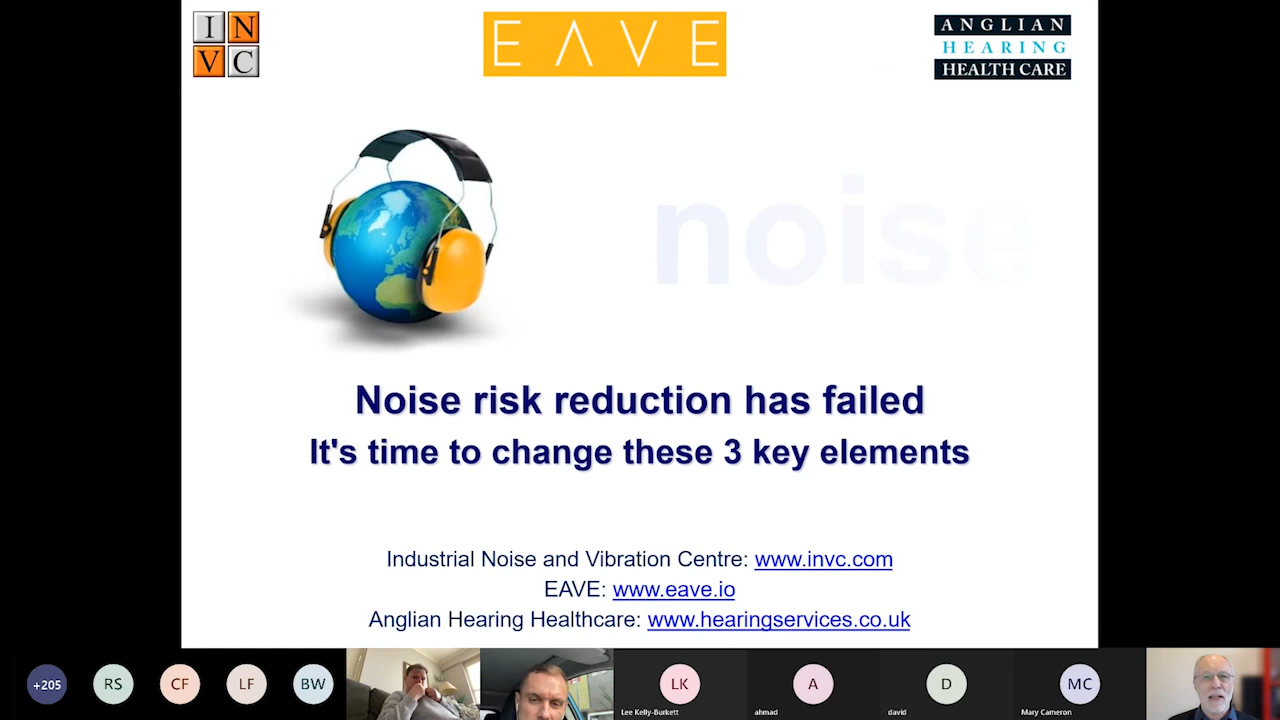 I N
V C
EAVE
ANGLIAN
HEARING
HEALTH CARE
noise
Noise risk reduction has failed
It's time to change these 3 key elements
Industrial Noise and Vibration Centre: www.invc.com
EAVE: www.eave.io
Anglian Hearing Healthcare: www.hearingservices.co.uk
+205
RS
CF
LF
BW
LK
A
D
MC
Lee Kelly-Burkett
ahmad
david
Mary Cameron